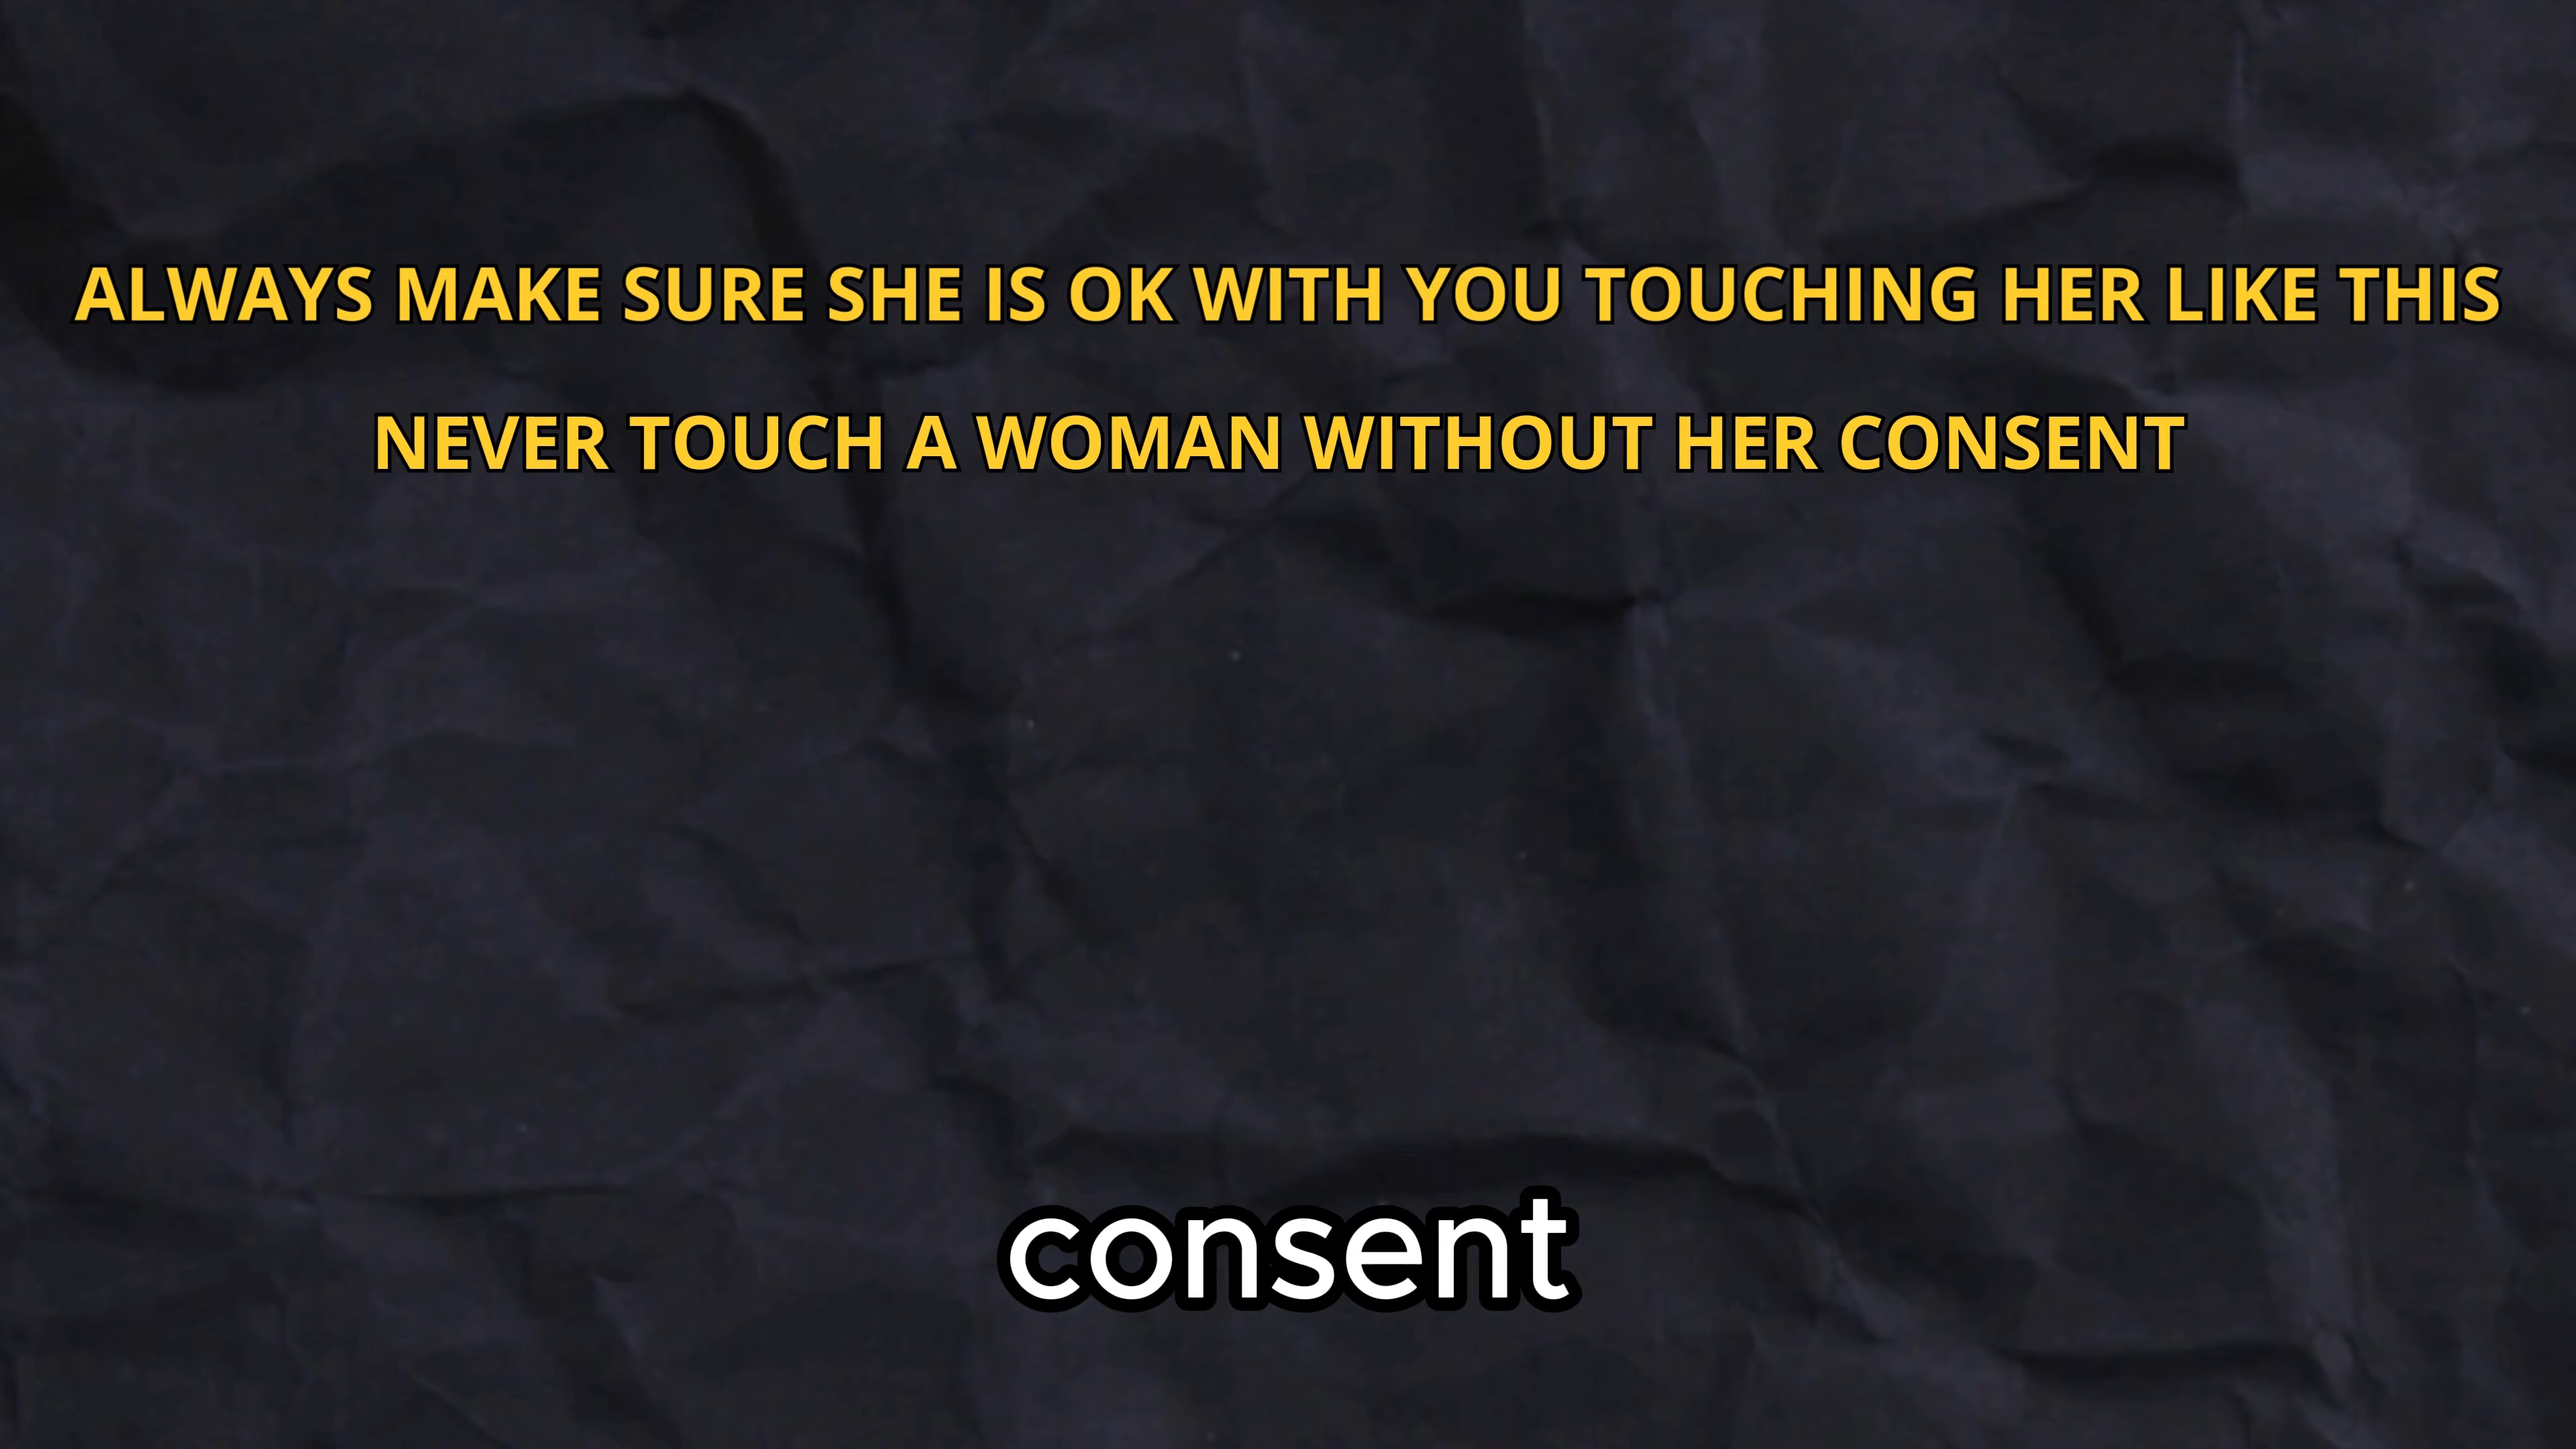 ALWAYS MAKE SURE SHE IS OK WITH YOU TOUCHING HER LIKE THIS
NEVER TOUCH A WOMAN WITHOUT HER CONSENT
consent